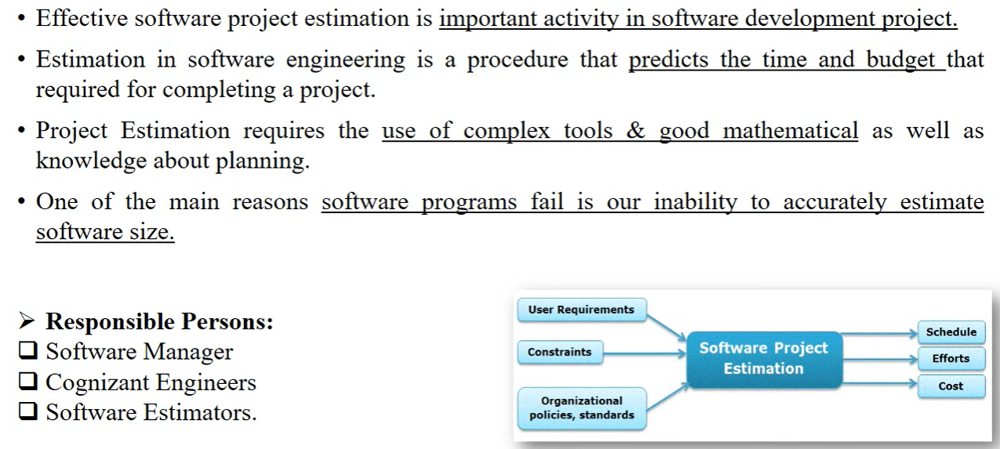 • Effective software project estimation is important activity in software development project.
• Estimation in software engineering is a procedure that predicts the time and budget that
required for completing a project.
• Project Estimation requires the use of complex tools & good mathematical as well as
knowledge about planning.
• One of the main reasons software programs fail is our inability to accurately estimate
software size.
➢ Responsible Persons:
❑ Software Manager
❑ Cognizant Engineers
❑ Software Estimators.
User Requirements
Constraints
Organizational
policies, standards
Software Project
Estimation
Schedule
Efforts
Cost